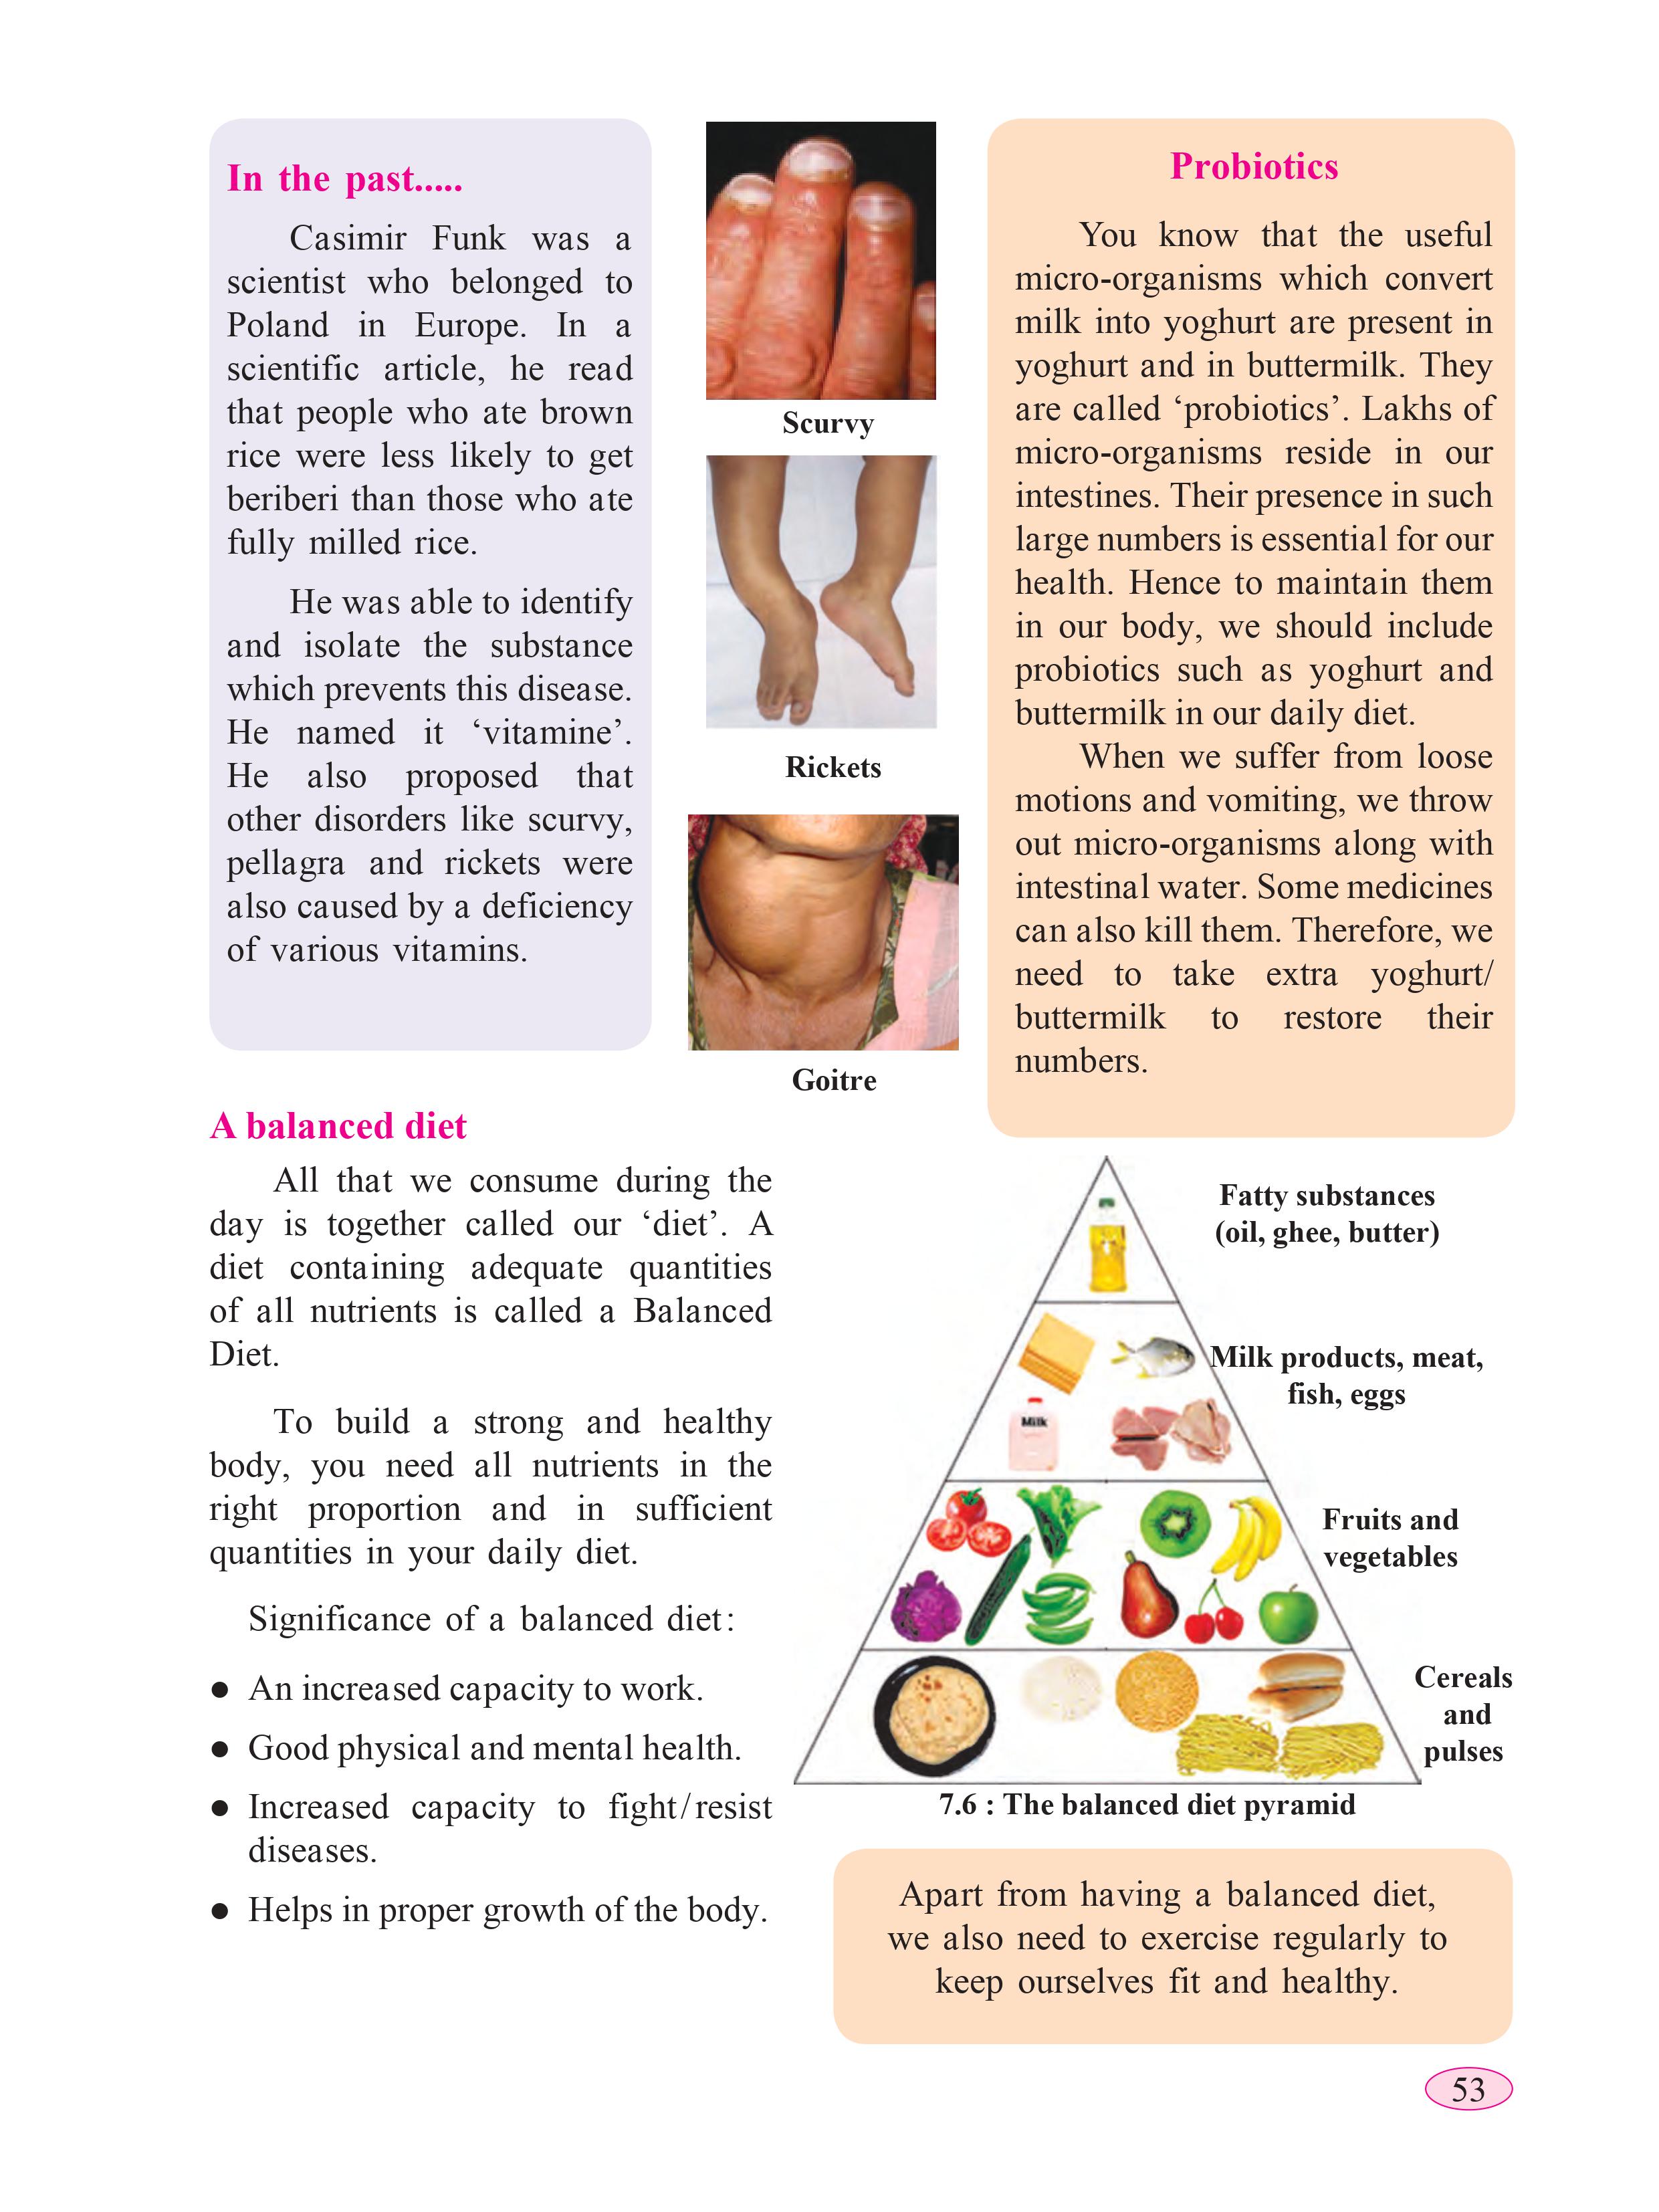 In the past.....
Casimir Funk was a
scientist who belonged to
Poland in Europe. In a
scientific article, he read
that people who ate brown
rice were less likely to get
beriberi than those who ate
fully milled rice.
He was able to identify
and isolate the substance
which prevents this disease.
He named it ‘vitamine’.
He also proposed that
other disorders like scurvy,
pellagra and rickets were
also caused by a deficiency
of various vitamins.
Scurvy
Rickets
Goitre
Probiotics
You know that the useful
micro-organisms which convert
milk into yoghurt are present in
yoghurt and in buttermilk. They
are called ‘probiotics’. Lakhs of
micro-organisms reside in our
intestines. Their presence in such
large numbers is essential for our
health. Hence to maintain them
in our body, we should include
probiotics such as yoghurt and
buttermilk in our daily diet.
When we suffer from loose
motions and vomiting, we throw
out micro-organisms along with
intestinal water. Some medicines
can also kill them. Therefore, we
need to take extra yoghurt/
buttermilk to restore their
numbers.
A balanced diet
All that we consume during the
day is together called our ‘diet’. A
diet containing adequate quantities
of all nutrients is called a Balanced
Diet.
To build a strong and healthy
body, you need all nutrients in the
right proportion and in sufficient
quantities in your daily diet.
Significance of a balanced diet:
● An increased capacity to work.
● Good physical and mental health.
● Increased capacity to fight/resist
diseases.
● Helps in proper growth of the body.
Fatty substances
(oil, ghee, butter)
Milk products, meat,
fish, eggs
Milk
Fruits and
vegetables
Cereals
and
pulses
7.6 : The balanced diet pyramid
Apart from having a balanced diet,
we also need to exercise regularly to
keep ourselves fit and healthy.
53